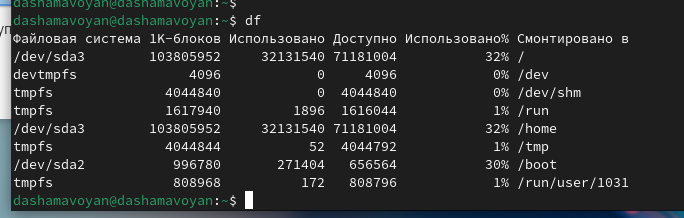 dashamavoyan@dashamavoyan:~$
dashamavoyan@dashamavoyan:~$ df
Файловая система 1K-блоков Использовано Доступно Использовано% Смонтировано в
/dev/sda3 103805952 32131540 71181004 32% /
devtmpfs 4096 0 4096 0% /dev
tmpfs 4044840 0 4044840 0% /dev/shm
tmpfs 1617940 1896 1616044 1% /run
/dev/sda3 103805952 32131540 71181004 32% /home
tmpfs 4044844 52 4044792 1% /tmp
/dev/sda2 996780 271404 656564 30% /boot
tmpfs 808968 172 808796 1% /run/user/1031
dashamavoyan@dashamavoyan:~$